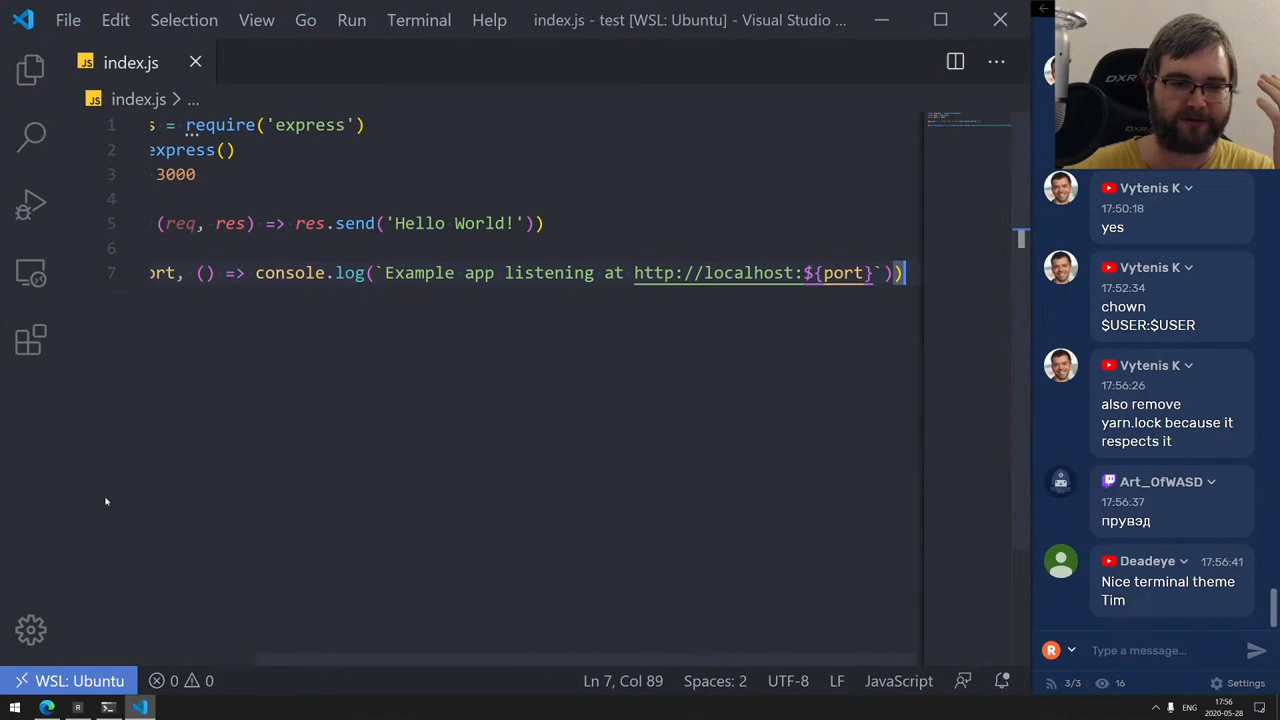 File Edit Selection View Go Run Terminal Help index.js - test [WSL: Ubuntu] - Visual Studio ...
JS index.js
JS index.js > ...
1 s = require('express')
2 express()
3 3000
4
5 (req, res) => res.send('Hello World!'))
6
7 ort, () => console.log(`Example app listening at http://localhost:${port}`))
WSL: Ubuntu 0 0 Ln 7, Col 89 Spaces: 2 UTF-8 LF JavaScript
DXR
Vytenis K
17:50:18
yes
Vytenis K
17:52:34
chown
$USER:$USER
Vytenis K
17:56:26
also remove
yarn.lock because it
respects it
Art_OfWASD
17:56:37
прувэд
Deadeye 17:56:41
Nice terminal theme
Tim
R Type a message...
3/3 16 Settings
R ENG 17:56
2020-05-28